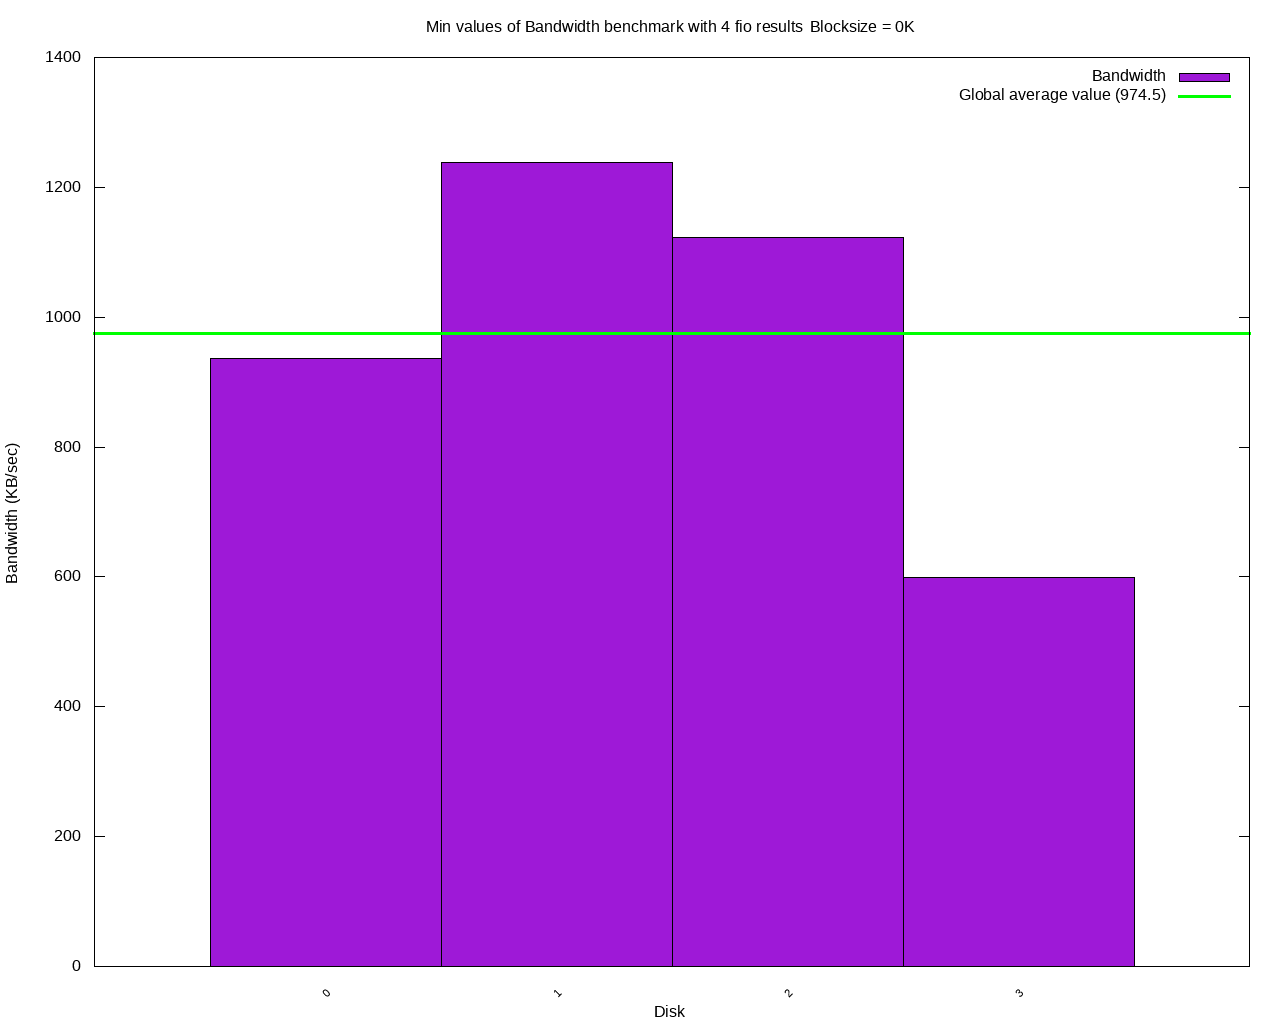 Min values of Bandwidth benchmark with 4 fio results Blocksize = 0K
1400
1200
1000
800
600
400
200
0
Bandwidth (KB/sec)
Bandwidth
Global average value (974.5)
0
1
2
3
Disk